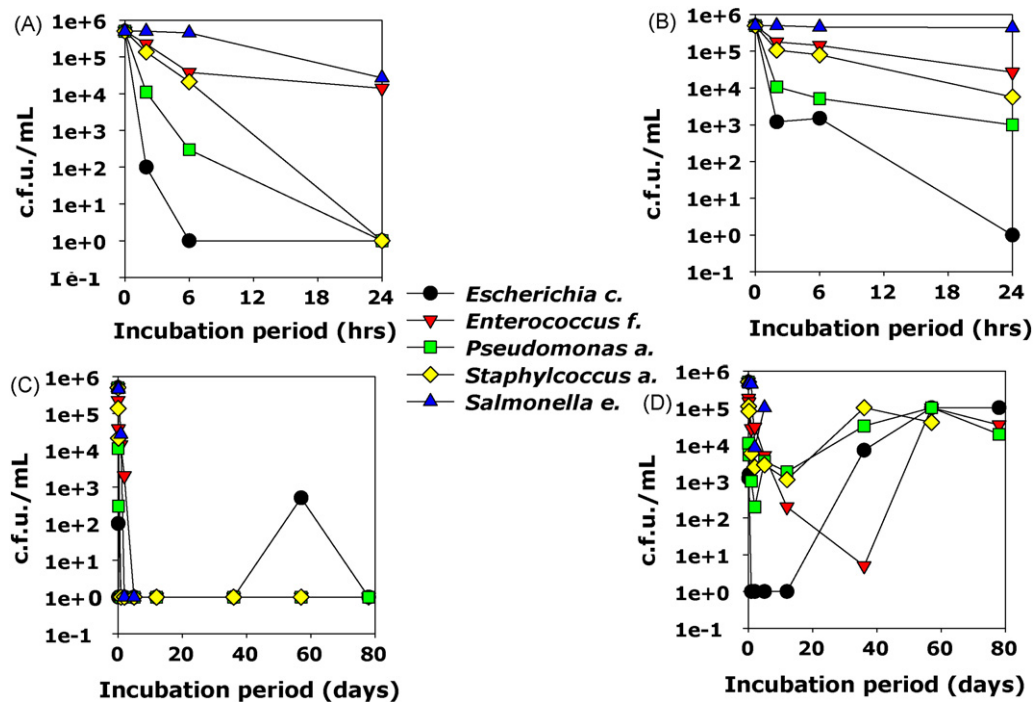 (A)
1e+6
1e+5
1e+4
1e+3
1e+2
1e+1
1e+0
1e-1
c.f.u./mL
0 6 12 18 24
Incubation period (hrs)
(B)
1e+6
1e+5
1e+4
1e+3
1e+2
1e+1
1e+0
1e-1
c.f.u./mL
0 6 12 18 24
Incubation period (hrs)
Escherichia c.
Enterococcus f.
Pseudomonas a.
Staphylcoccus a.
Salmonella e.
(C)
1e+6
1e+5
1e+4
1e+3
1e+2
1e+1
1e+0
1e-1
c.f.u./mL
0 20 40 60 80
Incubation period (days)
(D)
1e+6
1e+5
1e+4
1e+3
1e+2
1e+1
1e+0
1e-1
c.f.u./mL
0 20 40 60 80
Incubation period (days)